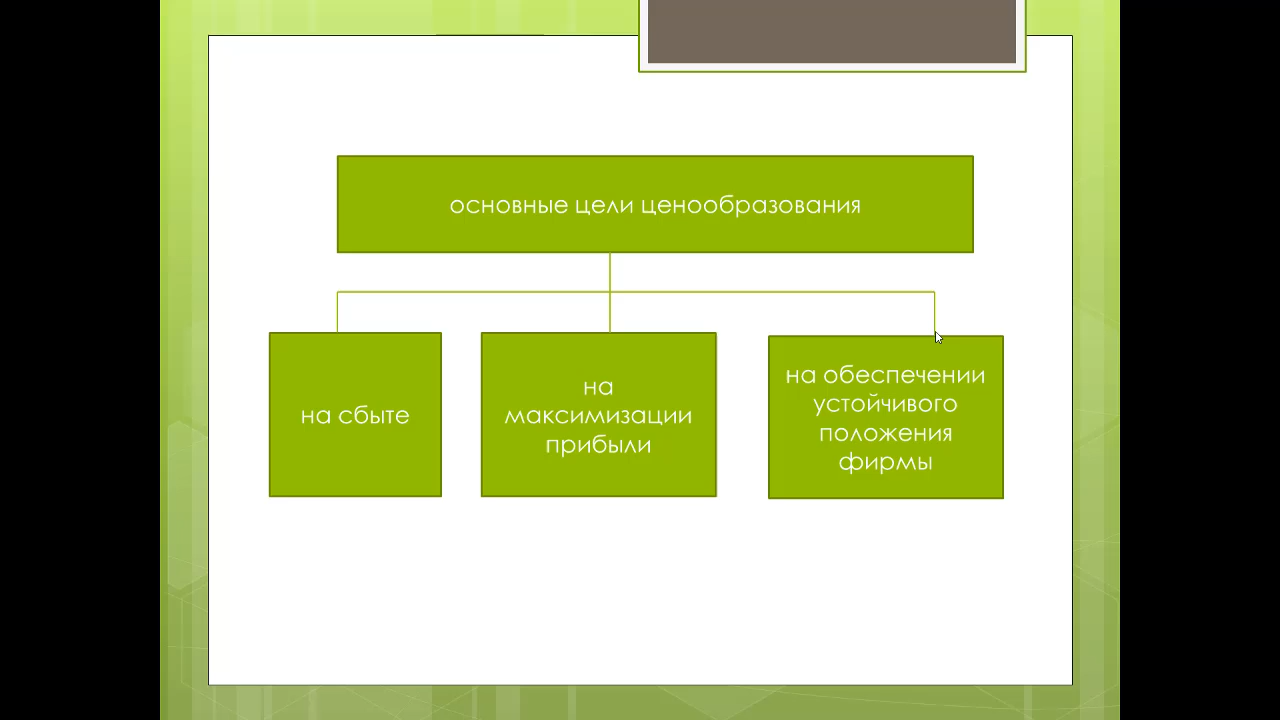 основные цели ценообразования
на сбыте
на
максимизации
прибыли
на обеспечении
устойчивого
положения
фирмы